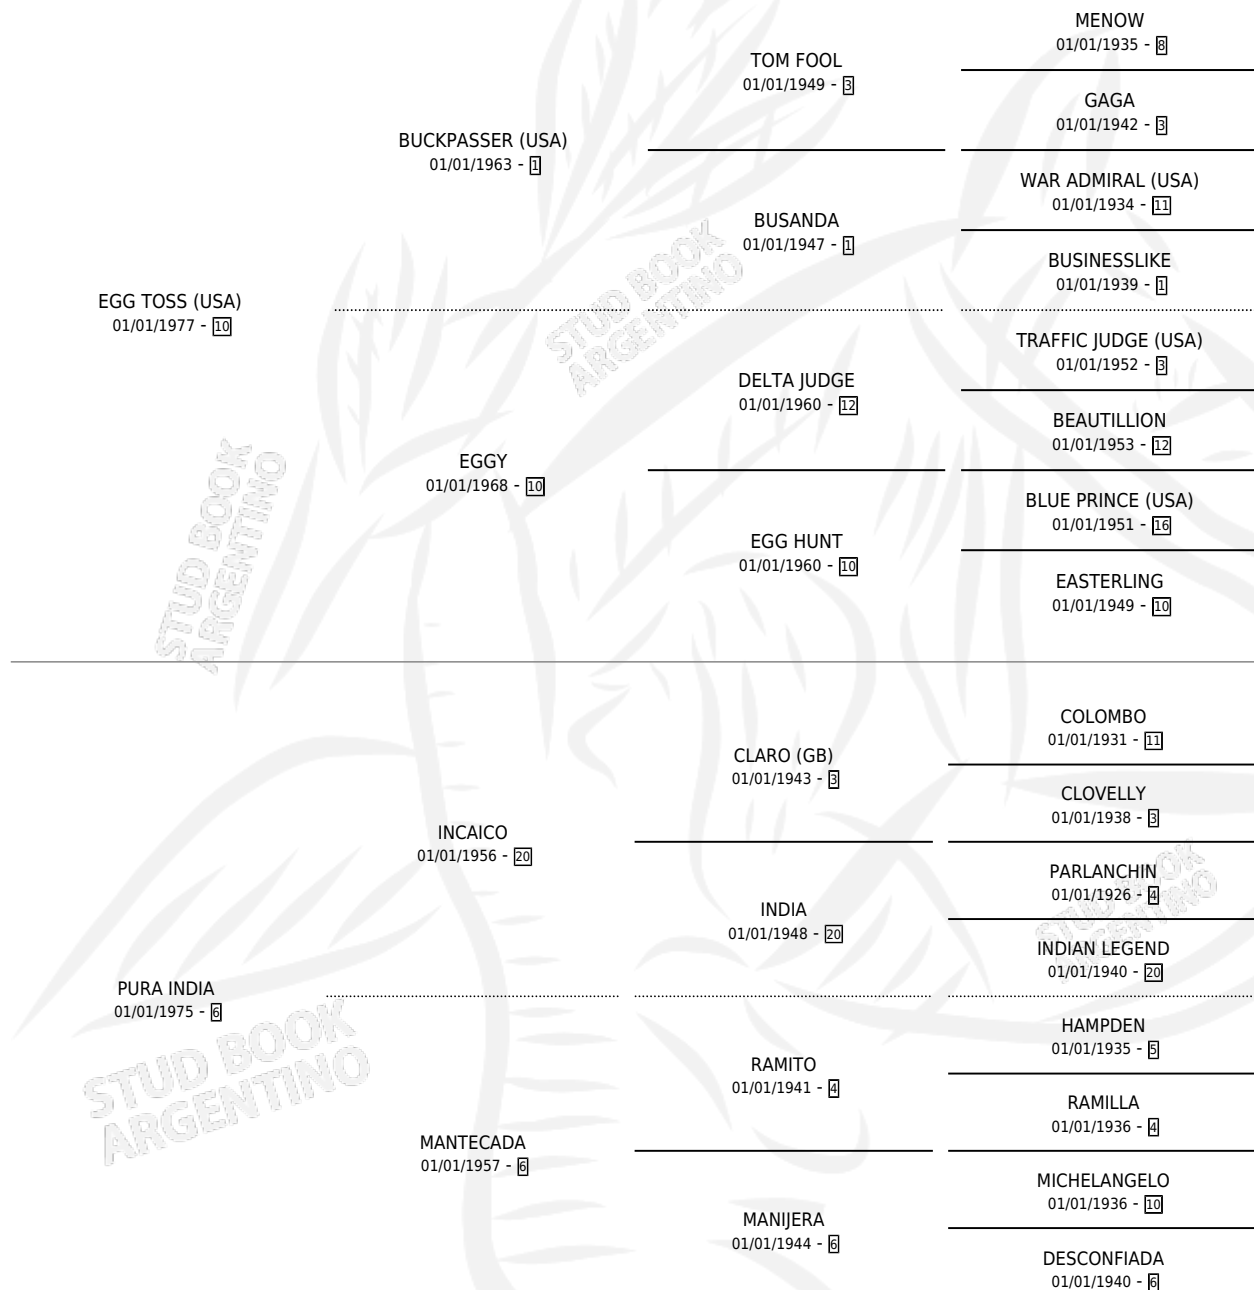 MENOW
01/01/1935 - 8
TOM FOOL
01/01/1949 - 3
GAGA
01/01/1942 - 3
BUCKPASSER (USA)
01/01/1963 - 1
WAR ADMIRAL (USA)
01/01/1934 - 11
BUSANDA
01/01/1947 - 1
BUSINESSLIKE
01/01/1939 - 1
EGG TOSS (USA)
01/01/1977 - 10
TRAFFIC JUDGE (USA)
01/01/1952 - 3
DELTA JUDGE
01/01/1960 - 12
BEAUTILLION
01/01/1953 - 12
EGGY
01/01/1968 - 10
BLUE PRINCE (USA)
01/01/1951 - 16
EGG HUNT
01/01/1960 - 10
EASTERLING
01/01/1949 - 10
COLOMBO
01/01/1931 - 11
CLARO (GB)
01/01/1943 - 3
CLOVELLY
01/01/1938 - 3
INCAICO
01/01/1956 - 20
PARLANCHIN
01/01/1926 - 4
INDIA
01/01/1948 - 20
INDIAN LEGEND
01/01/1940 - 20
PURA INDIA
01/01/1975 - 6
HAMPDEN
01/01/1935 - 5
RAMITO
01/01/1941 - 4
RAMILLA
01/01/1936 - 4
MANTECADA
01/01/1957 - 6
MICHELANGELO
01/01/1936 - 10
MANIJERA
01/01/1944 - 6
DESCONFIADA
01/01/1940 - 6
STUD BOOK
ARGENTINO
STUD BOOK
ARGENTINO
STUD BOOK
ARGENTINO
STUD BOOK
ARGENTINO